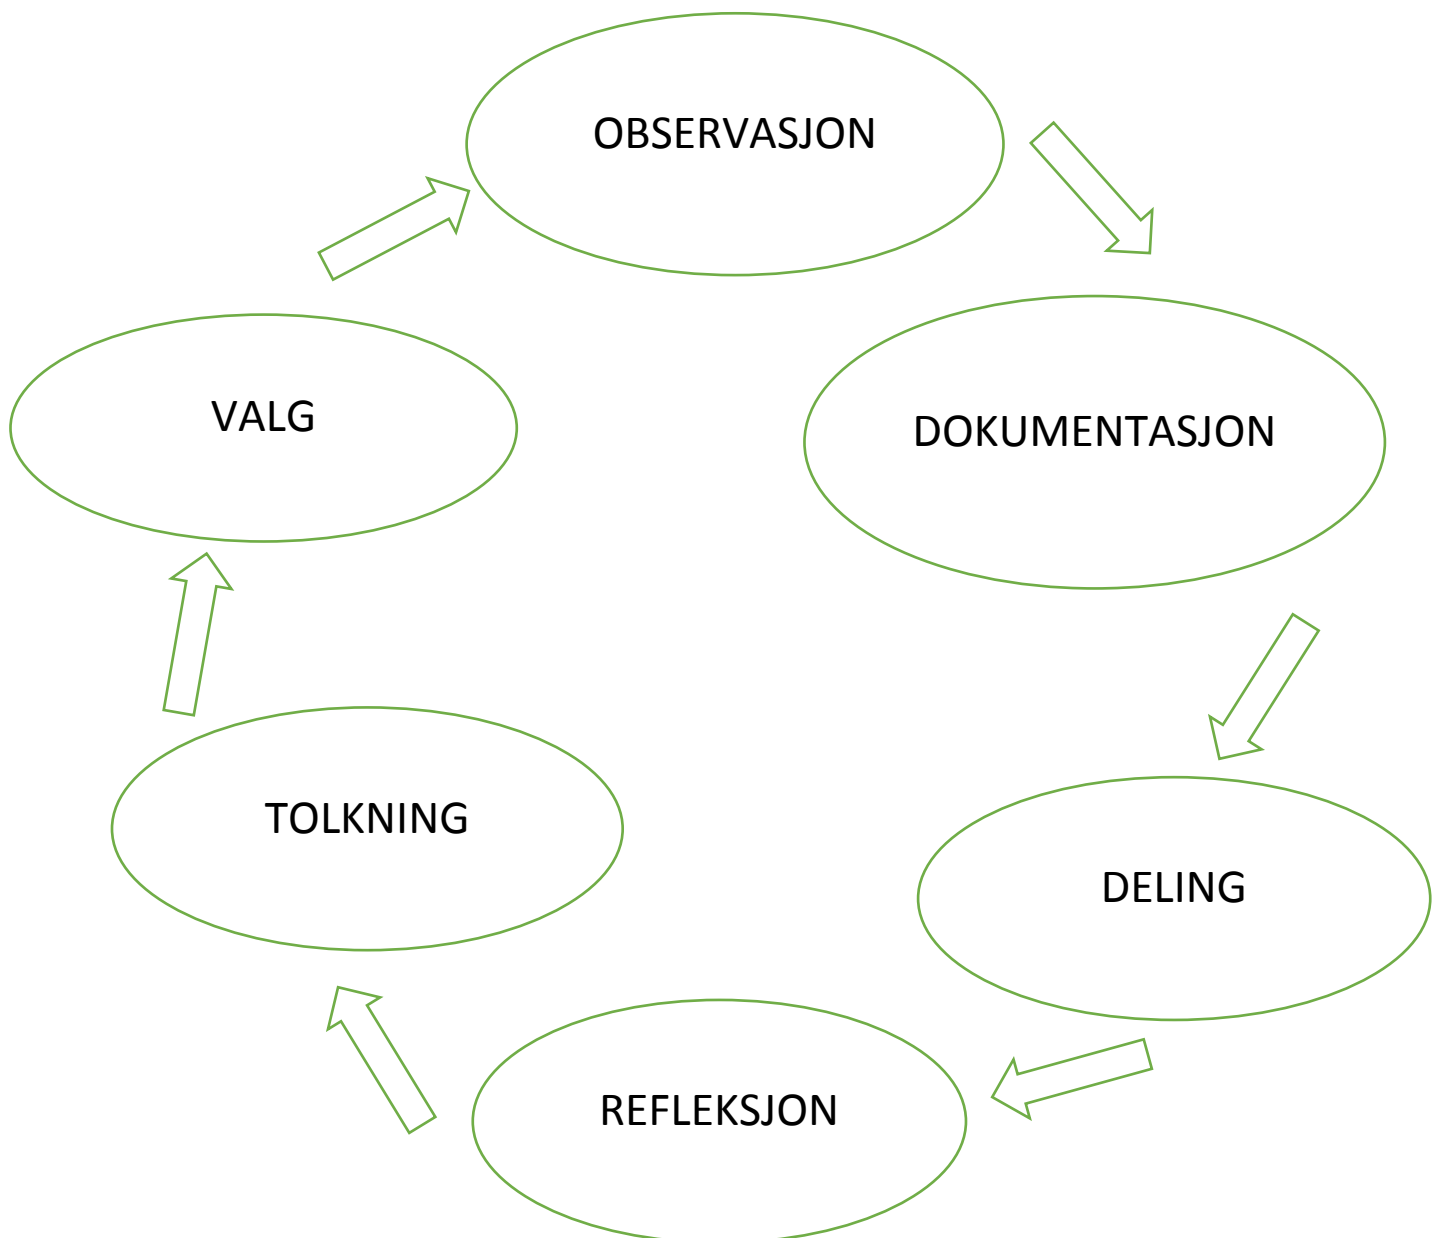 OBSERVASJON
DOKUMENTASJON
DELING
REFLEKSJON
TOLKNING
VALG